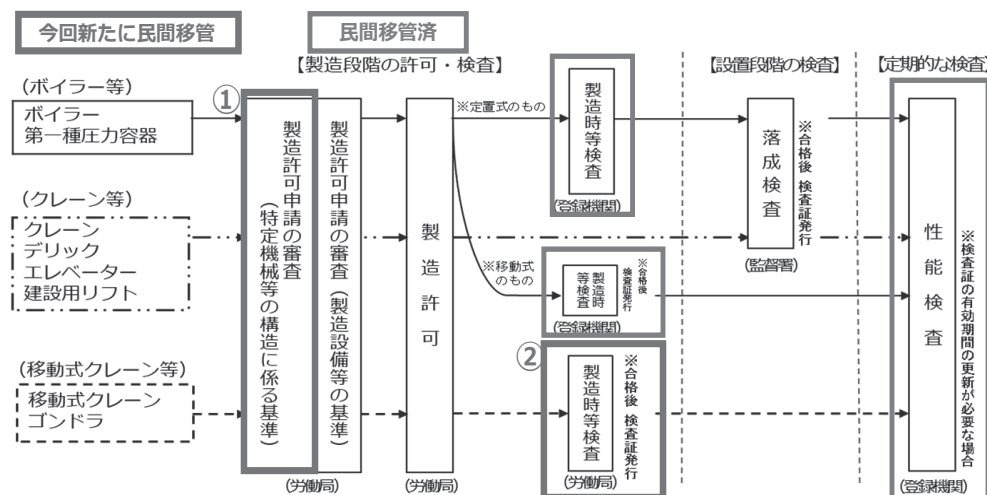 今回新たに民間移管
民間移管済
【製造段階の許可・検査】
【設置段階の検査】
【定期的な検査】
(ボイラー等)
ボイラー
第一種圧力容器
(クレーン等)
クレーン
デリック
エレベーター
建設用リフト
(移動式クレーン等)
移動式クレーン
ゴンドラ
①
製造許可申請の審査
(特定機械等の構造に係る基準)
製造許可申請の審査(製造設備等の基準)
(労働局)
製造許可
(労働局)
※定置式のもの
製造時等検査
(登録機関)
※移動式
のもの
製造時
等検査
※合格後
検査証発行
(登録機関)
②
製造時等検査
※合格後 検査証発行
(労働局)
落成検査
※合格後 検査証発行
(監督署)
性能検査
※検査証の有効期間の更新が必要な場合
(登録機関)